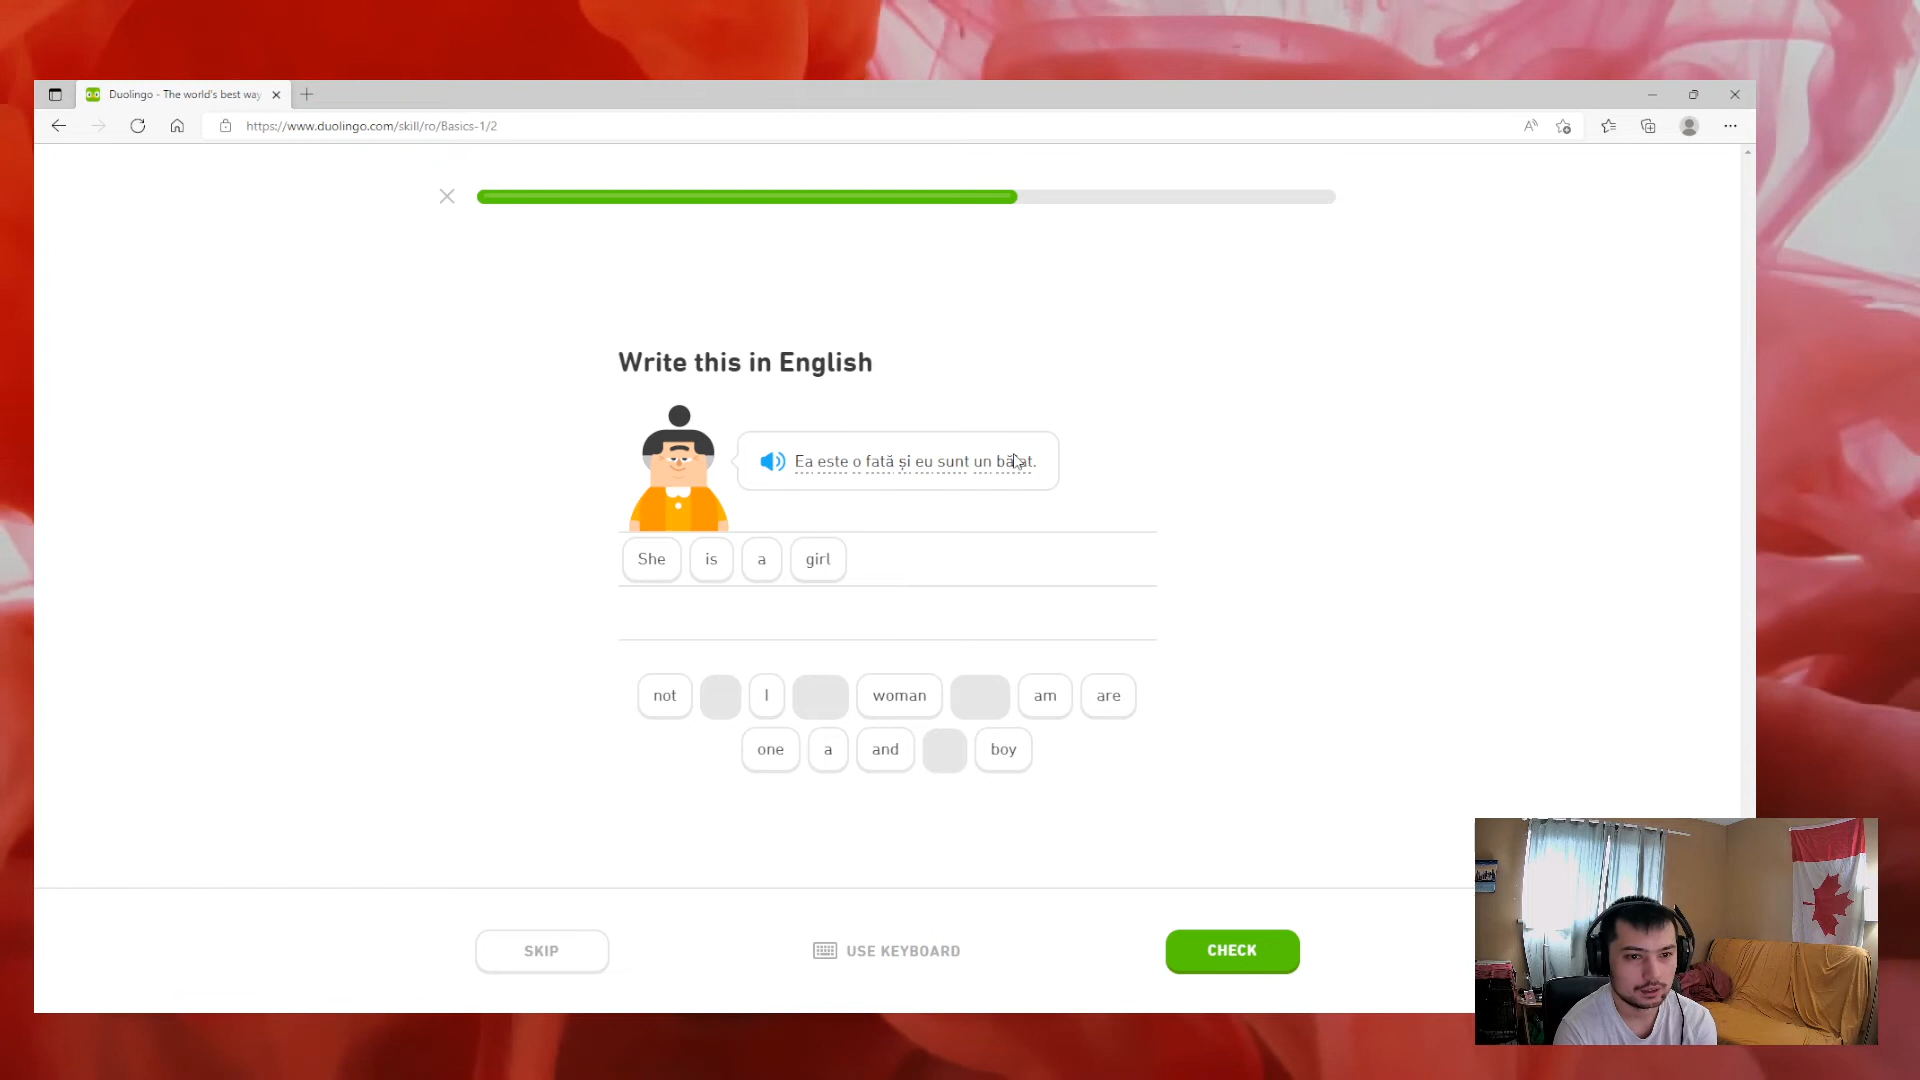 Duolingo - The world's best way
https://www.duolingo.com/skill/ro/Basics-1/2
Write this in English
Ea este o fată și eu sunt un băiat.
She is a girl
not I woman am are
one a and boy
SKIP USE KEYBOARD CHECK